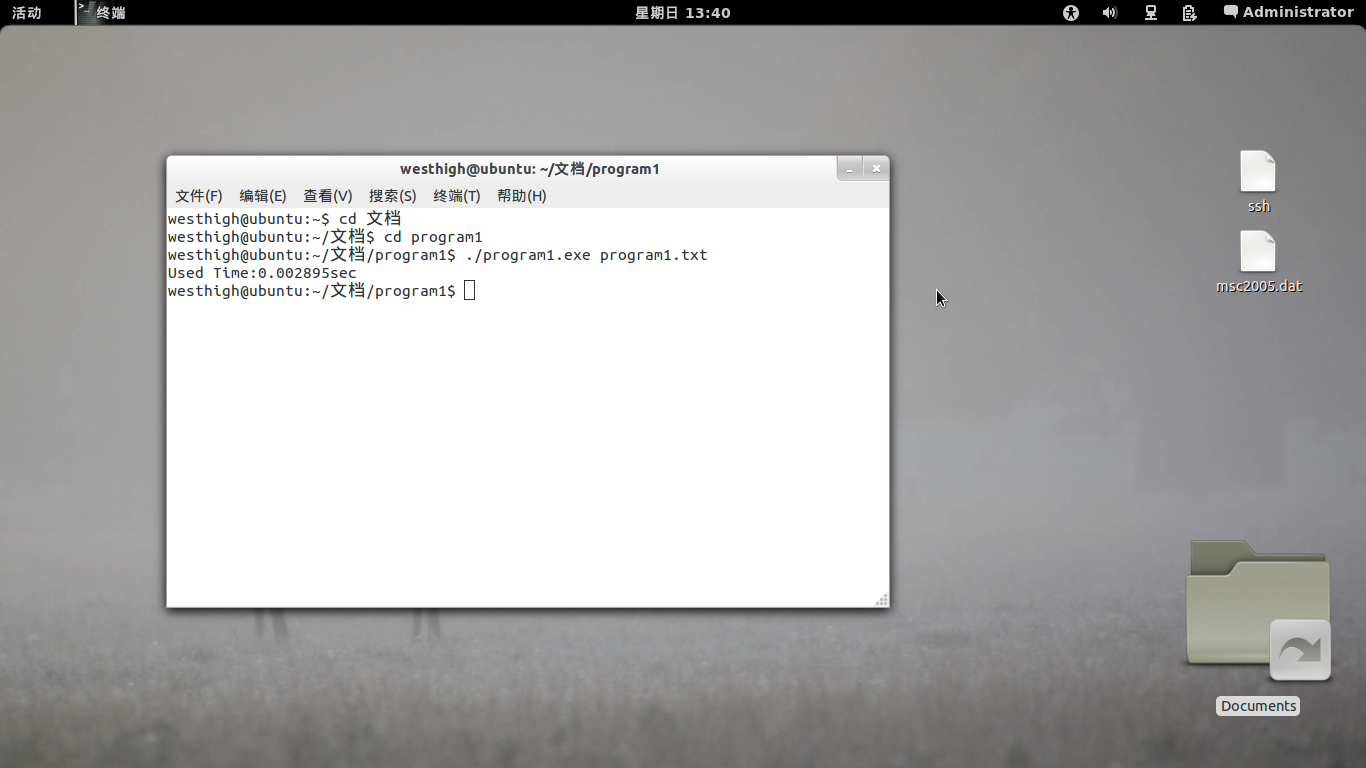 活动 终端 星期日 13:40 Administrator
westhigh@ubuntu: ~/文档/program1
文件(F) 编辑(E) 查看(V) 搜索(S) 终端(T) 帮助(H)
westhigh@ubuntu:~$ cd 文档
westhigh@ubuntu:~/文档$ cd program1
westhigh@ubuntu:~/文档/program1$ ./program1.exe program1.txt
Used Time:0.002895sec
westhigh@ubuntu:~/文档/program1$
ssh
msc2005.dat
Documents